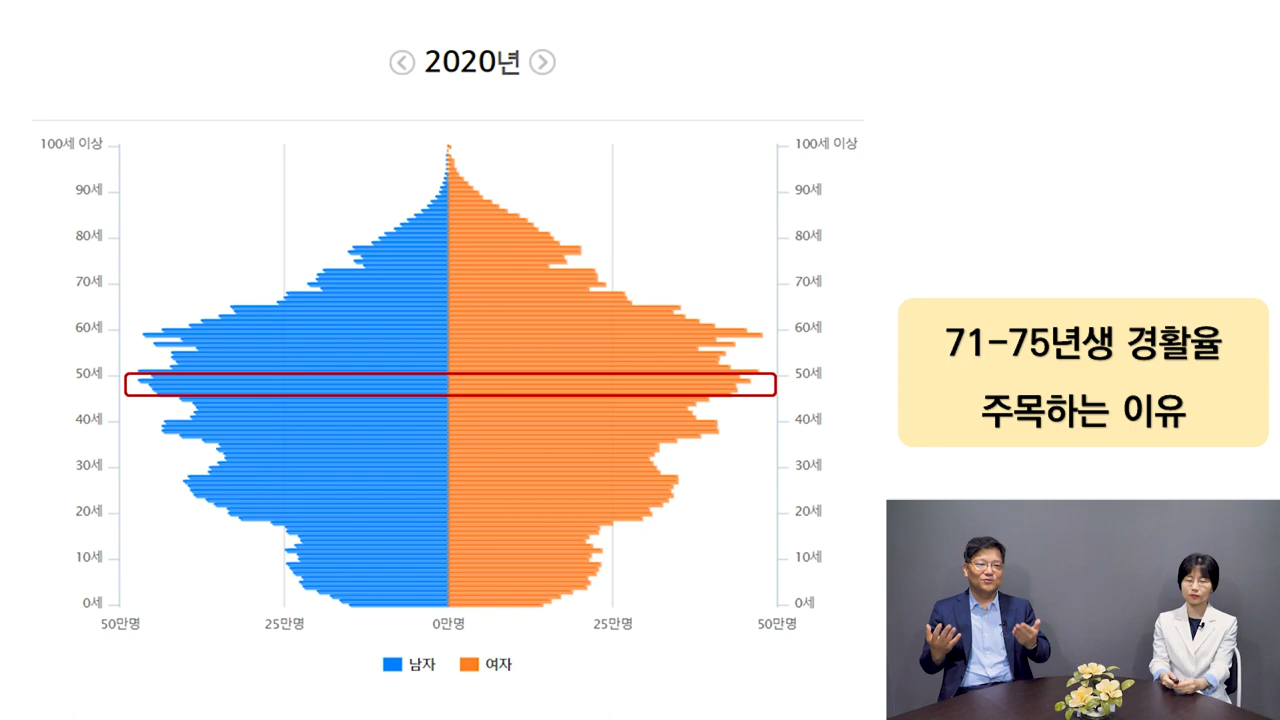 2020년
100세 이상
90세
80세
70세
60세
50세
40세
30세
20세
10세
0세
100세 이상
90세
80세
70세
60세
50세
40세
30세
20세
10세
0세
50만명
25만명
0만명
25만명
50만명
남자
여자
71-75년생 경활율
주목하는 이유